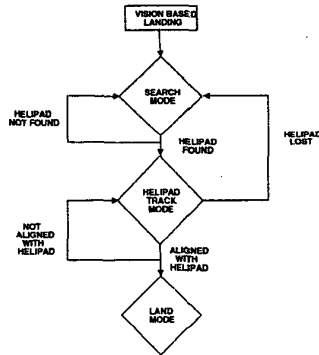 VISION BASED
LANDING
SEARCH
MODE
HELIPAD
NOT FOUND
HELIPAD
FOUND
HELIPAD
LOST
HELIPAD
TRACK
MODE
NOT
ALIGNED
WITH
HELIPAD
ALIGNED
WITH
HELIPAD
LAND
MODE